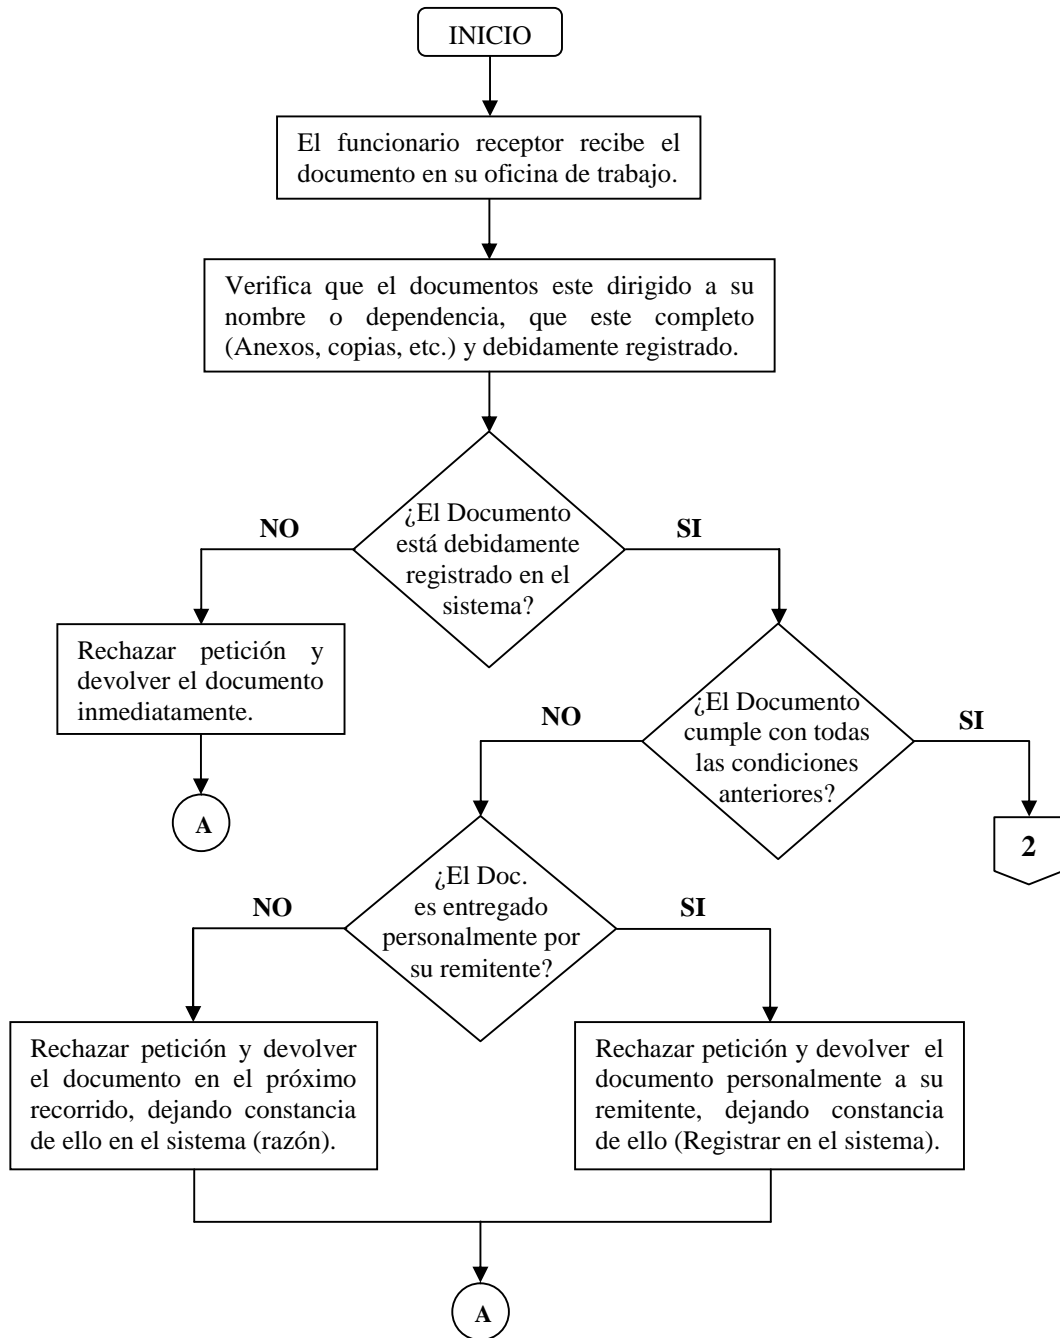 INICIO
El funcionario receptor recibe el
documento en su oficina de trabajo.
Verifica que el documentos este dirigido a su
nombre o dependencia, que este completo
(Anexos, copias, etc.) y debidamente registrado.
¿El Documento
está debidamente
registrado en el
sistema?
NO
SI
Rechazar petición y
devolver el documento
inmediatamente.
A
¿El Documento
cumple con todas
las condiciones
anteriores?
NO
SI
2
¿El Doc.
es entregado
personalmente por
su remitente?
NO
SI
Rechazar petición y devolver
el documento en el próximo
recorrido, dejando constancia
de ello en el sistema (razón).
Rechazar petición y devolver el
documento personalmente a su
remitente, dejando constancia
de ello (Registrar en el sistema).
A